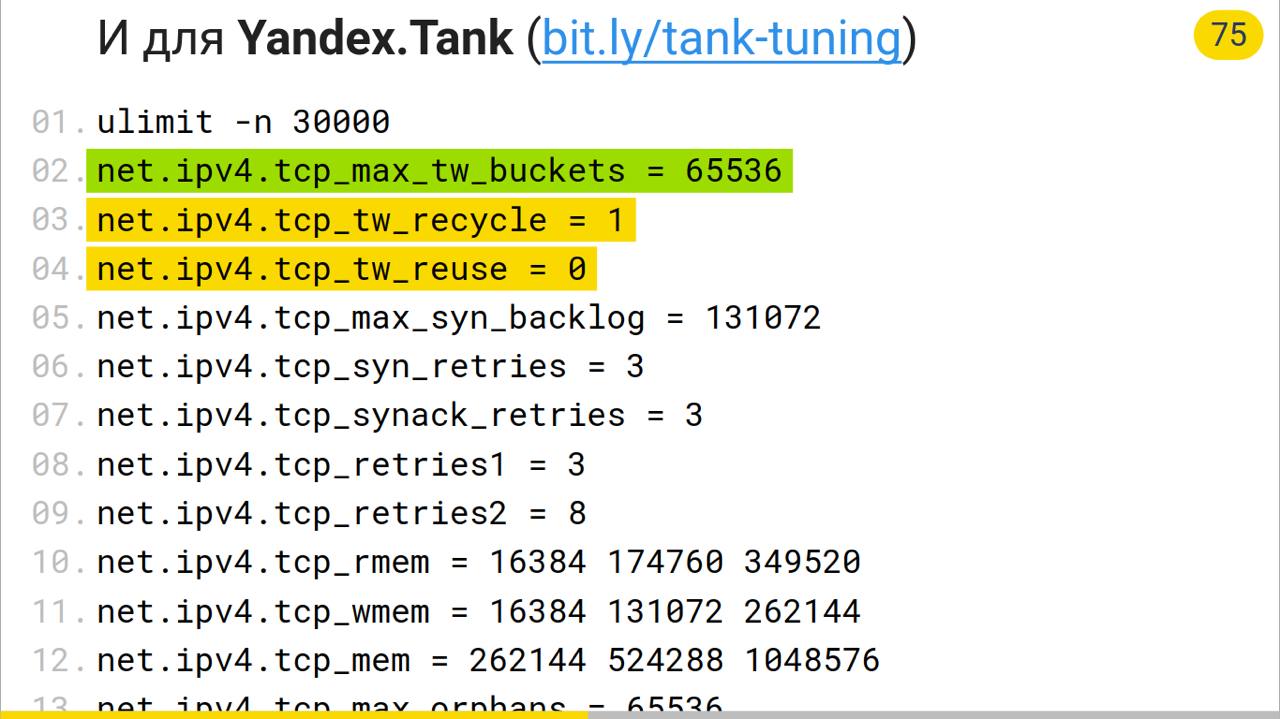 И для Yandex.Tank (bit.ly/tank-tuning)
75
01. ulimit -n 30000
02. net.ipv4.tcp_max_tw_buckets = 65536
03. net.ipv4.tcp_tw_recycle = 1
04. net.ipv4.tcp_tw_reuse = 0
05. net.ipv4.tcp_max_syn_backlog = 131072
06. net.ipv4.tcp_syn_retries = 3
07. net.ipv4.tcp_synack_retries = 3
08. net.ipv4.tcp_retries1 = 3
09. net.ipv4.tcp_retries2 = 8
10. net.ipv4.tcp_rmem = 16384 174760 349520
11. net.ipv4.tcp_wmem = 16384 131072 262144
12. net.ipv4.tcp_mem = 262144 524288 1048576
13. net.ipv4.tcp_max_orphans = 65536